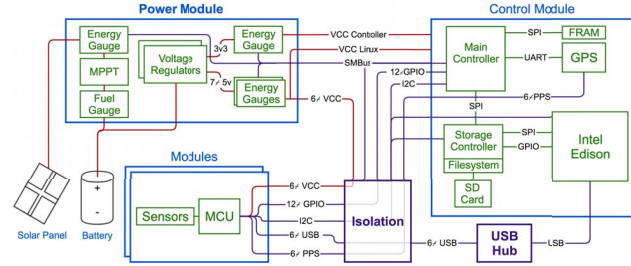 Power Module
Control Module
Energy
Gauge
MPPT
Fuel
Gauge
Voltage
Regulators
3v3
7⁄ 5v
Energy
Gauge
Energy
Gauges
VCC Controller
VCC Linux
SMBus
12⁄ GPIO
I2C
6⁄ VCC
6⁄ PPS
Main
Controller
SPI
FRAM
UART
GPS
SPI
Storage
Controller
Filesystem
SD
Card
SPI
GPIO
Intel
Edison
Modules
Sensors
MCU
6⁄ VCC
12⁄ GPIO
I2C
6⁄ USB
6⁄ PPS
Isolation
6⁄ USB
USB
Hub
USB
+
-
Solar Panel
Battery